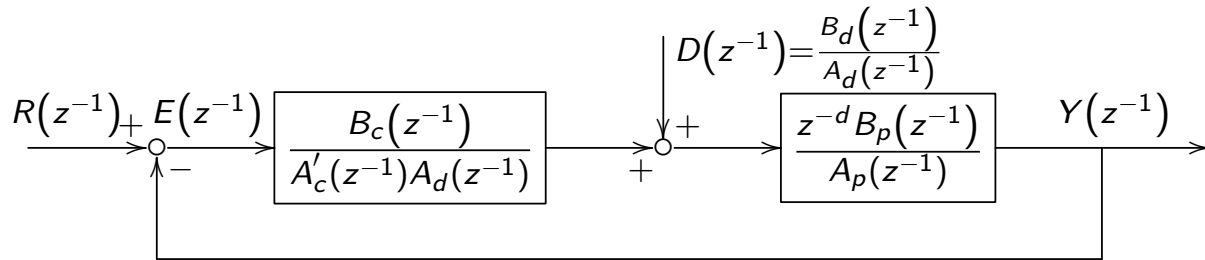 D(z⁻¹) = B_d(z⁻¹) / A_d(z⁻¹)
R(z⁻¹) + E(z⁻¹)
−
B_c(z⁻¹)
A′_c(z⁻¹)A_d(z⁻¹)
+
+
z⁻ᵈ B_p(z⁻¹)
A_p(z⁻¹)
Y(z⁻¹)